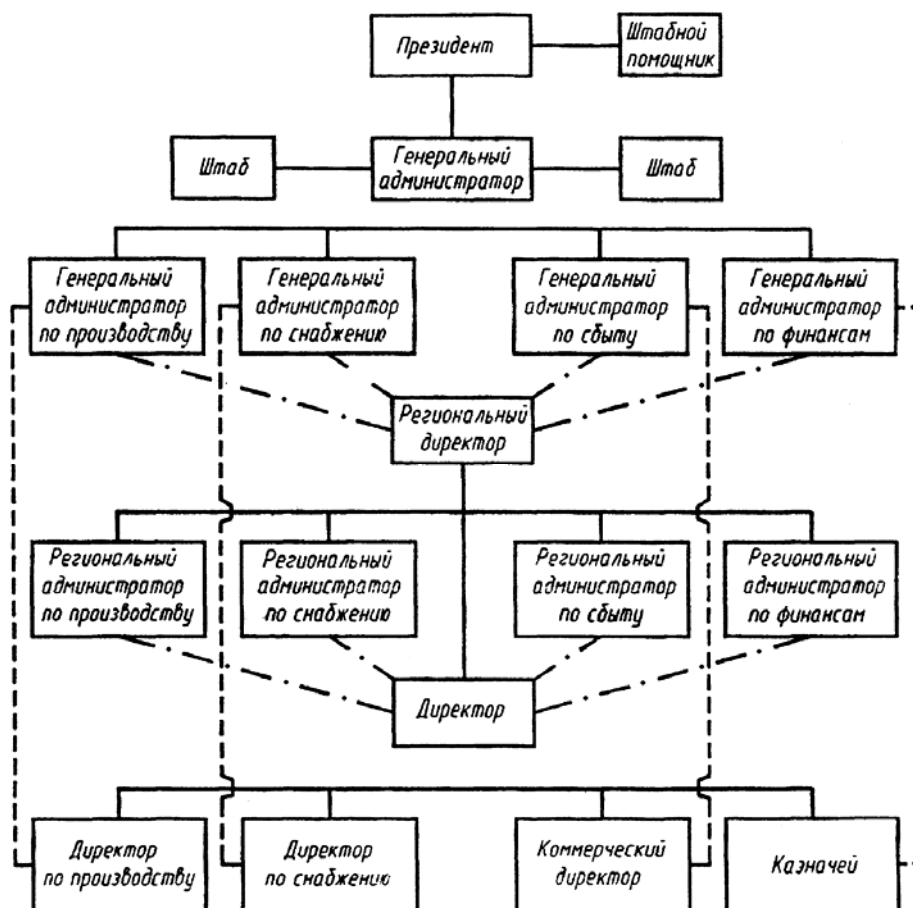 Президент
Штабной
помощник
Штаб
Генеральный
администратор
Штаб
Генеральный
администратор
по производству
Генеральный
администратор
по снабжению
Генеральный
администратор
по сбыту
Генеральный
администратор
по финансам
Региональный
директор
Региональный
администратор
по производству
Региональный
администратор
по снабжению
Региональный
администратор
по сбыту
Региональный
администратор
по финансам
Директор
Директор
по производству
Директор
по снабжению
Коммерческий
директор
Казначей